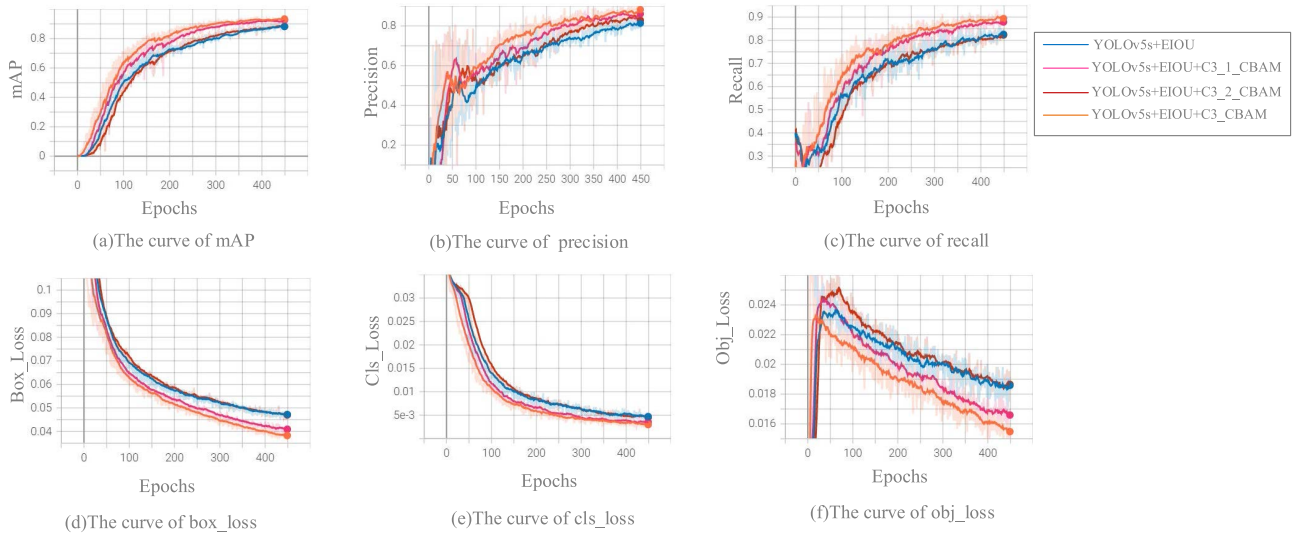 mAP
0.8
0.6
0.4
0.2
0
0
100
200
300
400
Epochs
(a)The curve of mAP
Precision
0.8
0.6
0.4
0.2
0
50
100
150
200
250
300
350
400
450
Epochs
(b)The curve of precision
Recall
0.9
0.8
0.7
0.6
0.5
0.4
0.3
0
100
200
300
400
Epochs
(c)The curve of recall
YOLOv5s+EIOU
YOLOv5s+EIOU+C3_1_CBAM
YOLOv5s+EIOU+C3_2_CBAM
YOLOv5s+EIOU+C3_CBAM
Box_Loss
0.1
0.09
0.08
0.07
0.06
0.05
0.04
0
100
200
300
400
Epochs
(d)The curve of box_loss
Cls_Loss
0.03
0.025
0.02
0.015
0.01
5e-3
0
100
200
300
400
Epochs
(e)The curve of cls_loss
Obj_Loss
0.024
0.022
0.02
0.018
0.016
0
100
200
300
400
Epochs
(f)The curve of obj_loss